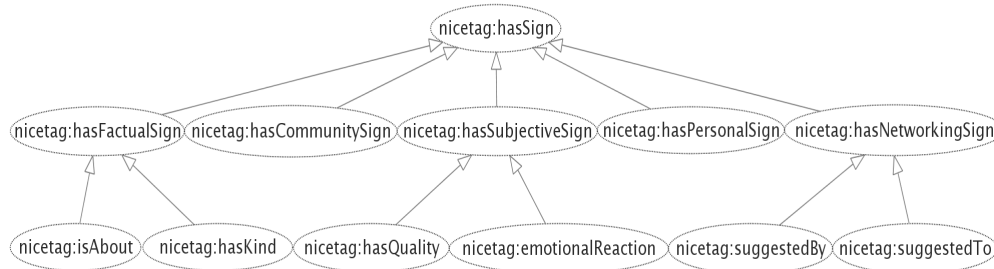 nicetag:hasSign
nicetag:hasFactualSign nicetag:hasCommunitySign nicetag:hasSubjectiveSign nicetag:hasPersonalSign nicetag:hasNetworkingSign
nicetag:isAbout nicetag:hasKind nicetag:hasQuality nicetag:emotionalReaction nicetag:suggestedBy nicetag:suggestedTo